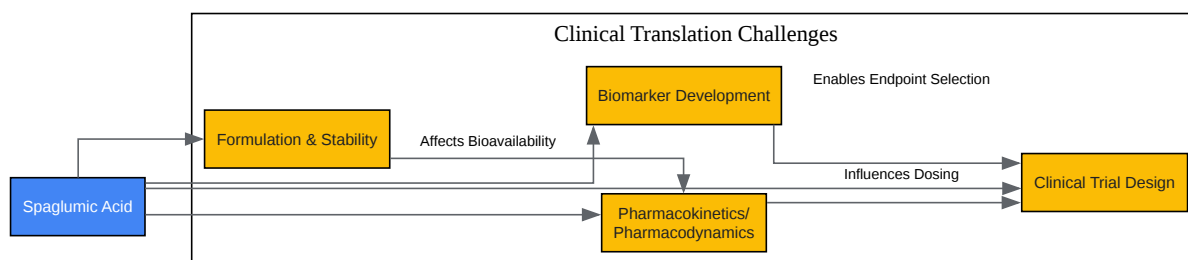 Clinical Translation Challenges
Enables Endpoint Selection
Biomarker Development
Formulation & Stability
Affects Bioavailability
Influences Dosing
Clinical Trial Design
Spaglumic Acid
Pharmacokinetics/
Pharmacodynamics